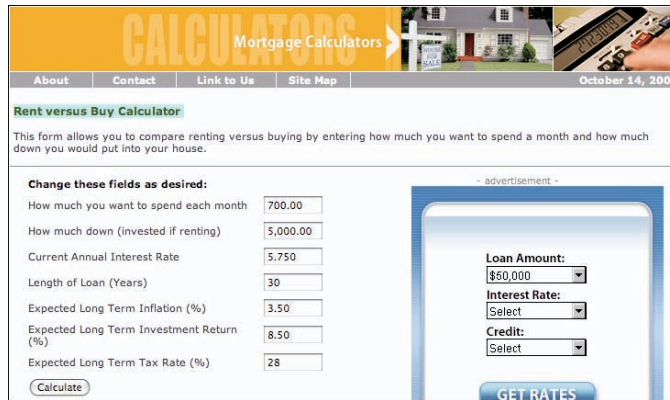 CALCULATORS
Mortgage Calculators
HOUSE FOR SALE
About Contact Link to Us Site Map October 14, 200
Rent versus Buy Calculator
This form allows you to compare renting versus buying by entering how much you want to spend a month and how much
down you would put into your house.
Change these fields as desired:
- advertisement -
How much you want to spend each month 700.00
How much down (invested if renting) 5,000.00
Current Annual Interest Rate 5.750
Length of Loan (Years) 30
Expected Long Term Inflation (%) 3.50
Expected Long Term Investment Return
(%) 8.50
Expected Long Term Tax Rate (%) 28
Calculate
Loan Amount:
$50,000
Interest Rate:
Select
Credit:
Select
GET RATES